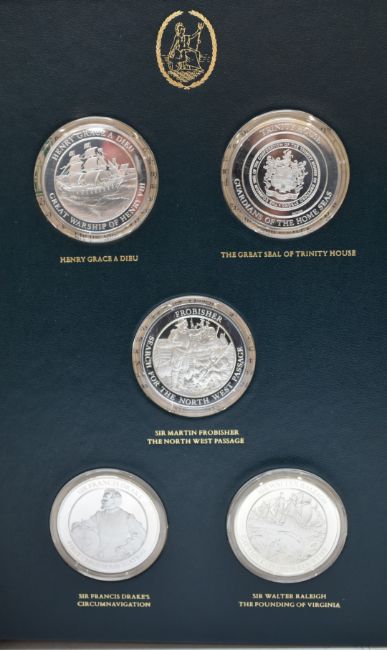 HENRY GRACE A DIEU
GREAT WARSHIP OF HENRY VIII
TRINITY HOUSE
GUARDIANS OF THE HOME SEAS
HENRY GRACE A DIEU
THE GREAT SEAL OF TRINITY HOUSE
FROBISHER
SEARCH FOR THE NORTH WEST PASSAGE
SIR MARTIN FROBISHER
THE NORTH WEST PASSAGE
SIR FRANCIS DRAKE'S
CIRCUMNAVIGATION
SIR WALTER RALEIGH
THE FOUNDING OF VIRGINIA